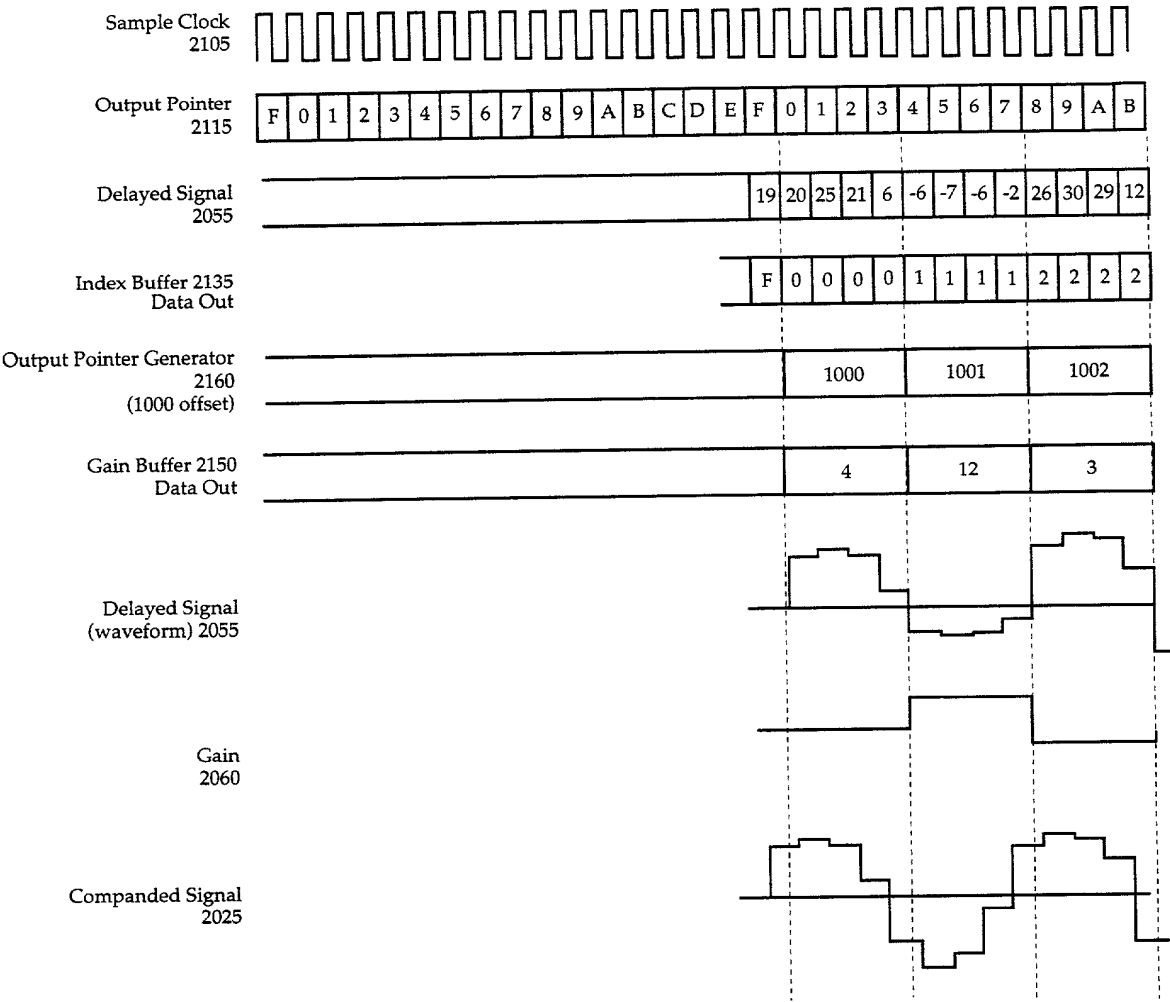 Sample Clock
2105
Output Pointer
2115
F 0 1 2 3 4 5 6 7 8 9 A B C D E F 0 1 2 3 4 5 6 7 8 9 A B
Delayed Signal
2055
19 20 25 21 6 -6 -7 -6 -2 26 30 29 12
Index Buffer 2135
Data Out
F 0 0 0 0 1 1 1 1 2 2 2 2
Output Pointer Generator
2160
(1000 offset)
1000 1001 1002
Gain Buffer 2150
Data Out
4 12 3
Delayed Signal
(waveform) 2055
Gain
2060
Companded Signal
2025